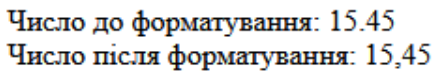 Число до форматування: 15.45
Число після форматування: 15,45